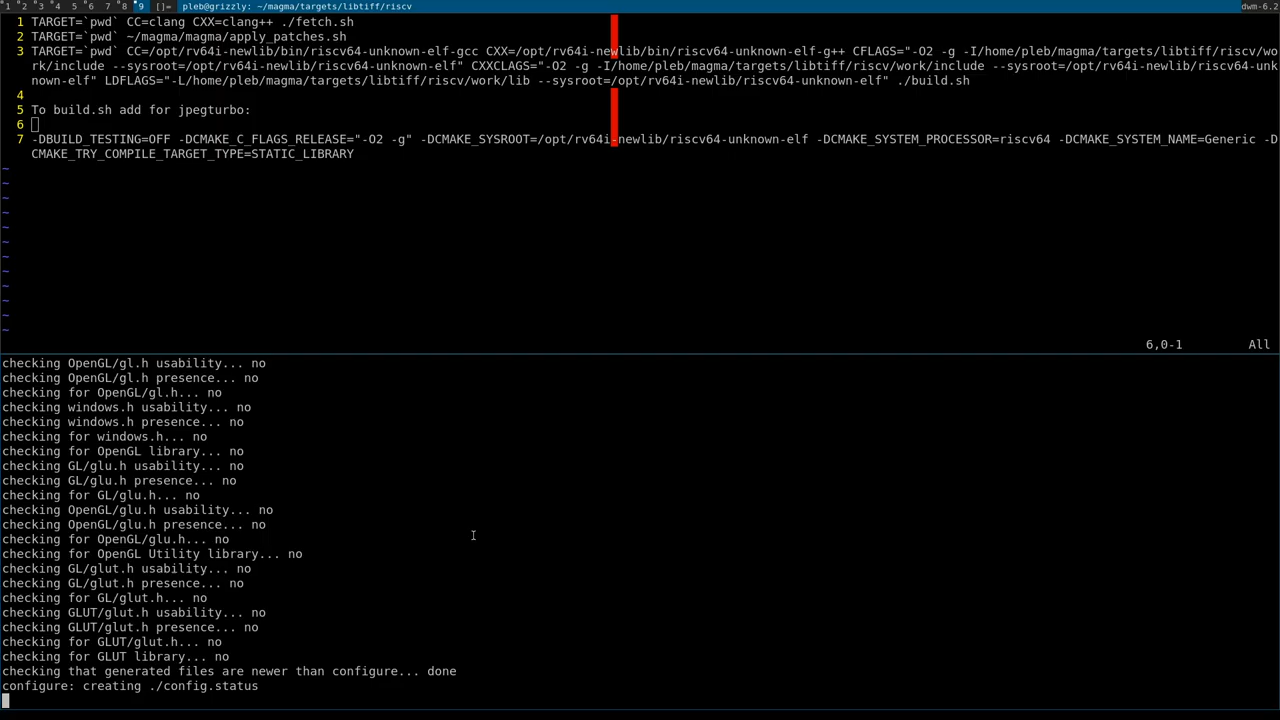 1 2 3 4 5 6 7 8 9 []= pleb@grizzly: ~/magma/targets/libtiff/riscv dwm-6.2
1 TARGET=`pwd` CC=clang CXX=clang++ ./fetch.sh
2 TARGET=`pwd` ~/magma/magma/apply_patches.sh
3 TARGET=`pwd` CC=/opt/rv64i-newlib/bin/riscv64-unknown-elf-gcc CXX=/opt/rv64i-newlib/bin/riscv64-unknown-elf-g++ CFLAGS="-O2 -g -I/home/pleb/magma/targets/libtiff/riscv/wo
rk/include --sysroot=/opt/rv64i-newlib/riscv64-unknown-elf" CXXCLAGS="-O2 -g -I/home/pleb/magma/targets/libtiff/riscv/work/include --sysroot=/opt/rv64i-newlib/riscv64-unk
nown-elf" LDFLAGS="-L/home/pleb/magma/targets/libtiff/riscv/work/lib --sysroot=/opt/rv64i-newlib/riscv64-unknown-elf" ./build.sh
4
5 To build.sh add for jpegturbo:
6
7 -DBUILD_TESTING=OFF -DCMAKE_C_FLAGS_RELEASE="-O2 -g" -DCMAKE_SYSROOT=/opt/rv64i-newlib/riscv64-unknown-elf -DCMAKE_SYSTEM_PROCESSOR=riscv64 -DCMAKE_SYSTEM_NAME=Generic -D
CMAKE_TRY_COMPILE_TARGET_TYPE=STATIC_LIBRARY
~
~
~
~
~
~
~
~
~
~
~
~
6,0-1 All
checking OpenGL/gl.h usability... no
checking OpenGL/gl.h presence... no
checking for OpenGL/gl.h... no
checking windows.h usability... no
checking windows.h presence... no
checking for windows.h... no
checking for OpenGL library... no
checking GL/glu.h usability... no
checking GL/glu.h presence... no
checking for GL/glu.h... no
checking OpenGL/glu.h usability... no
checking OpenGL/glu.h presence... no
checking for OpenGL/glu.h... no
checking for OpenGL Utility library... no
checking GL/glut.h usability... no
checking GL/glut.h presence... no
checking for GL/glut.h... no
checking GLUT/glut.h usability... no
checking GLUT/glut.h presence... no
checking for GLUT/glut.h... no
checking for GLUT library... no
checking that generated files are newer than configure... done
configure: creating ./config.status